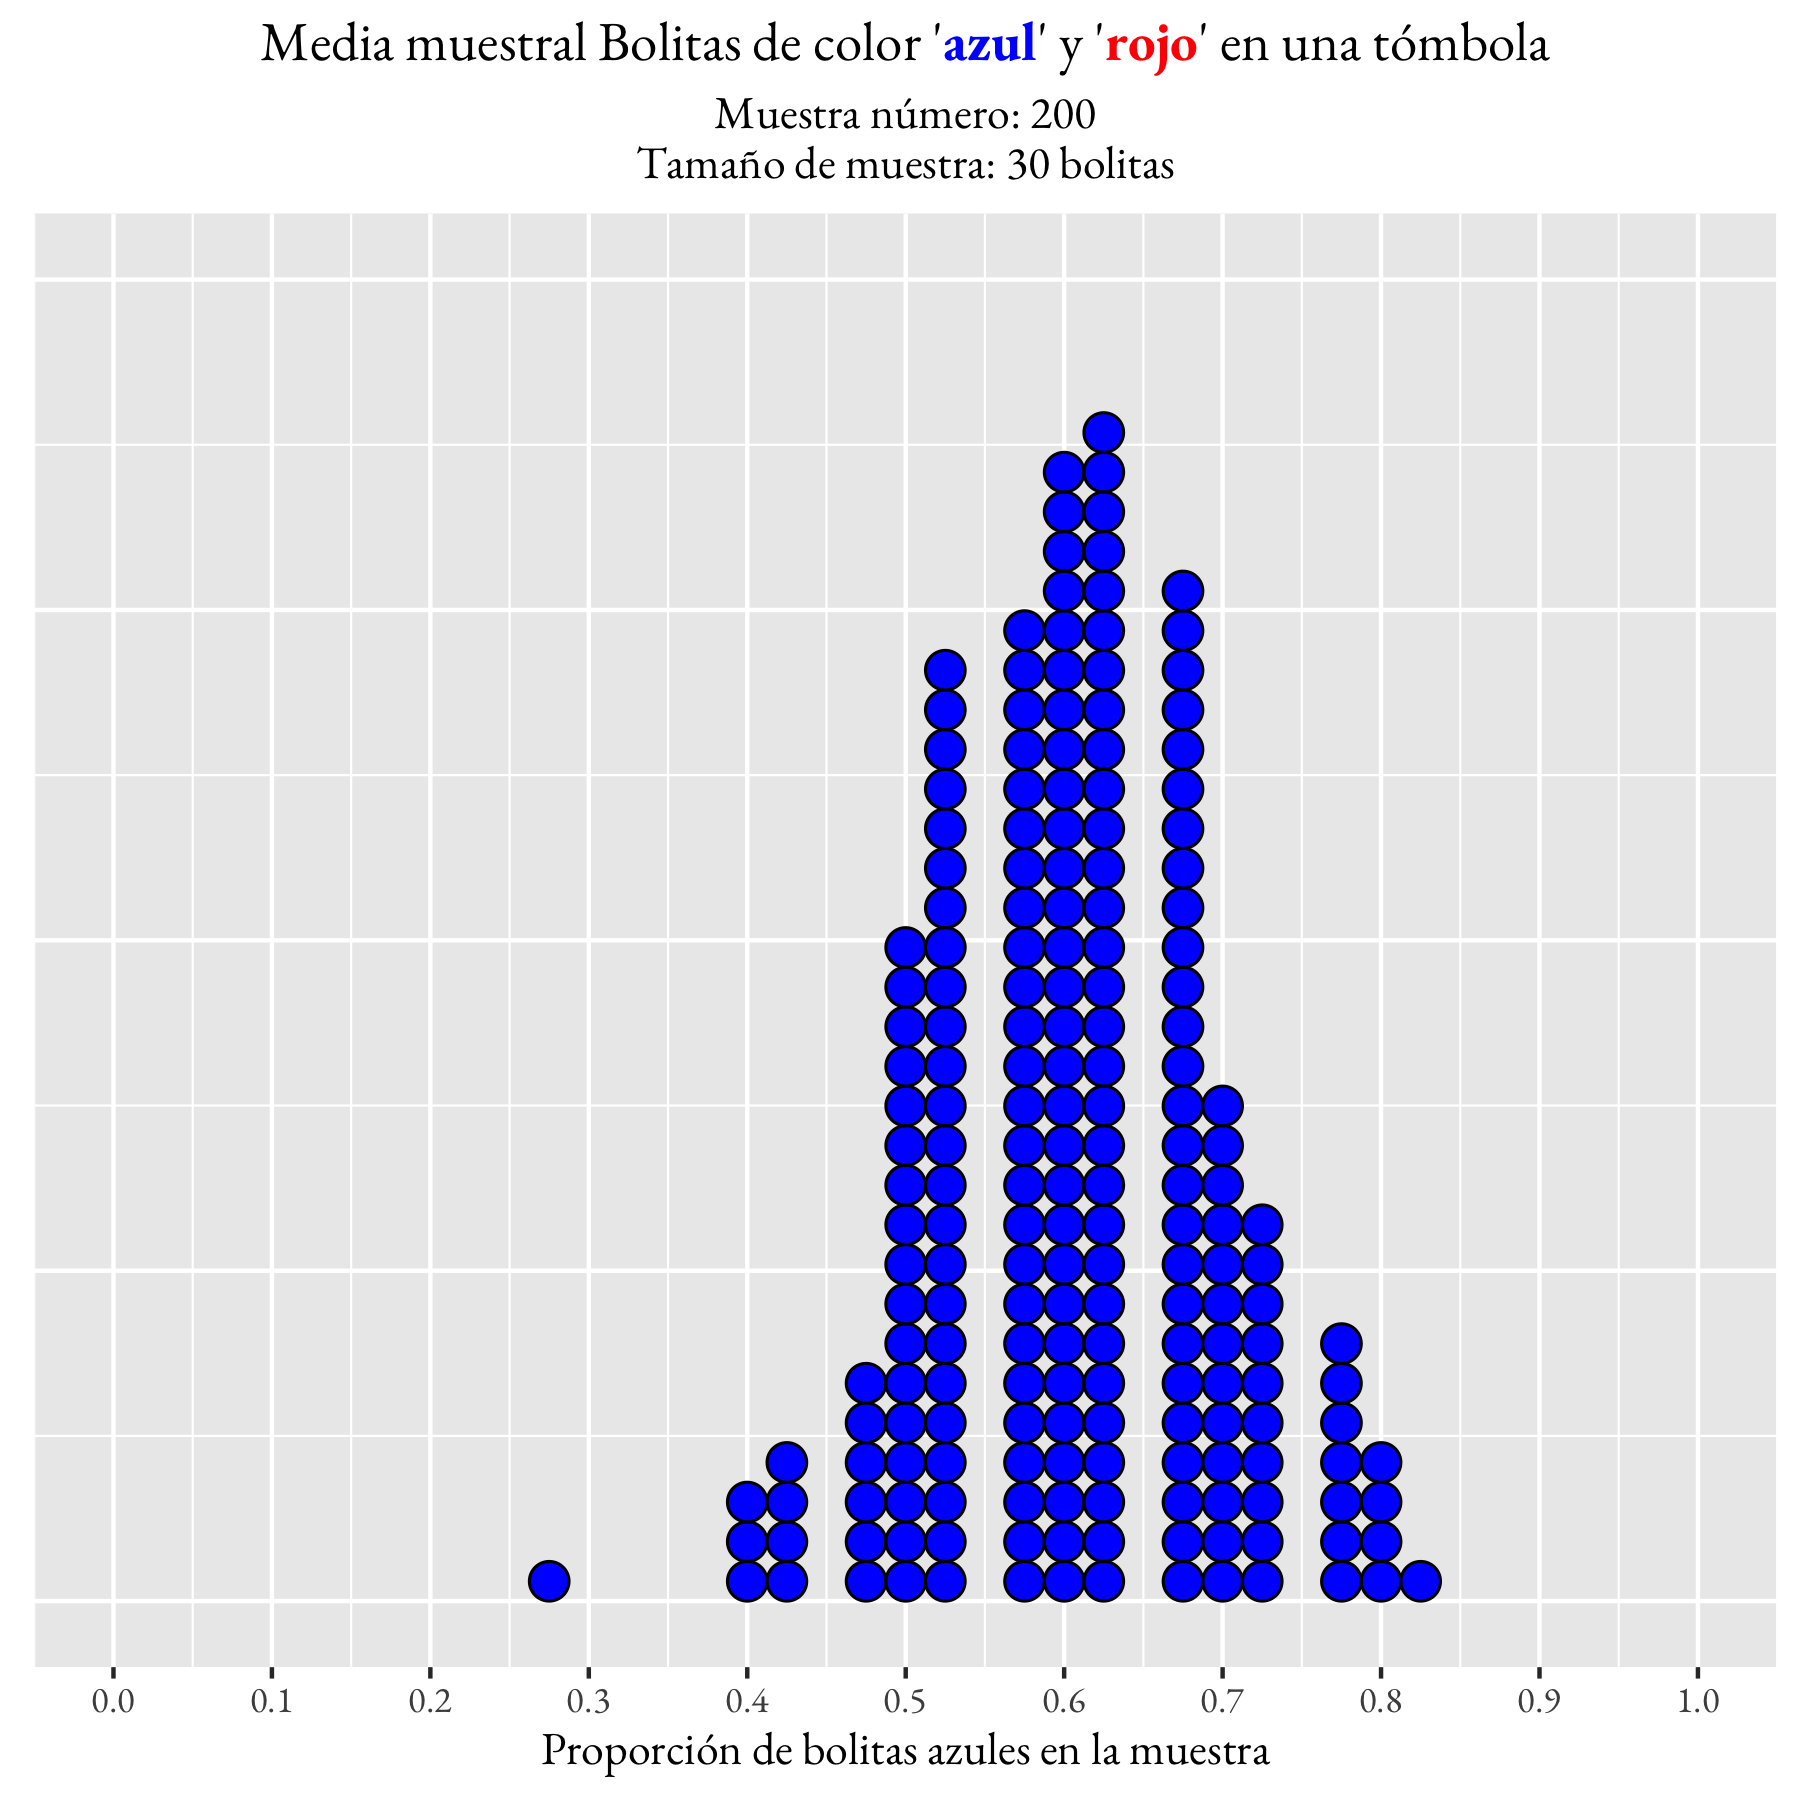 Media muestral Bolitas de color 'azul' y 'rojo' en una tómbola
Muestra número: 200
Tamaño de muestra: 30 bolitas
0.0 0.1 0.2 0.3 0.4 0.5 0.6 0.7 0.8 0.9 1.0
Proporción de bolitas azules en la muestra